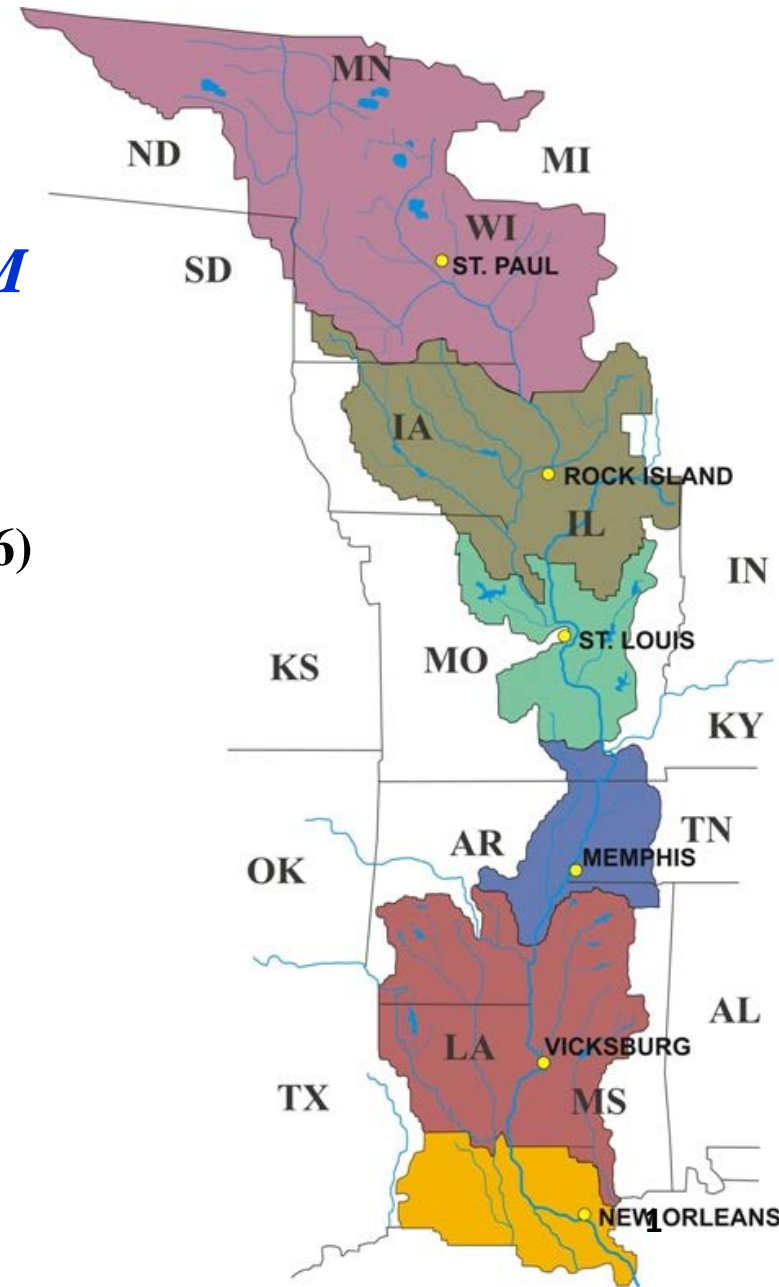 MN
ND
MI
WI
M
SD
ST. PAUL
IA
ROCK ISLAND
6)
IL
IN
ST. LOUIS
KS
MO
KY
AR
TN
MEMPHIS
OK
AL
LA
VICKSBURG
TX
MS
NEW ORLEANS
1